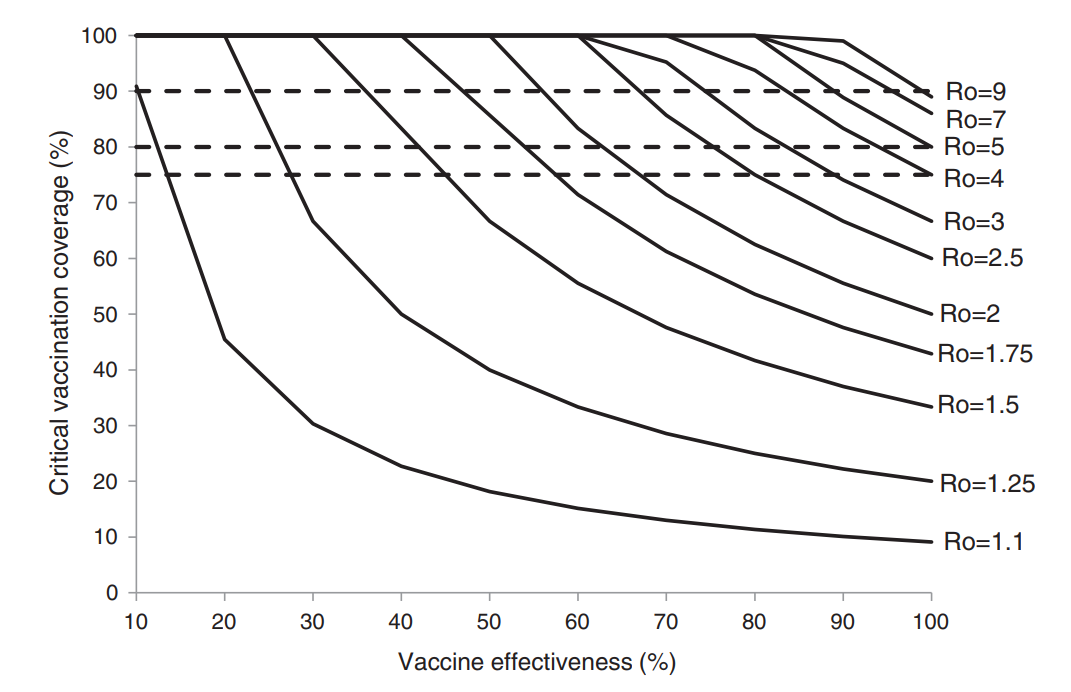 Critical vaccination coverage (%)
100
90
80
70
60
50
40
30
20
10
0
Ro=9
Ro=7
Ro=5
Ro=4
Ro=3
Ro=2.5
Ro=2
Ro=1.75
Ro=1.5
Ro=1.25
Ro=1.1
10 20 30 40 50 60 70 80 90 100
Vaccine effectiveness (%)